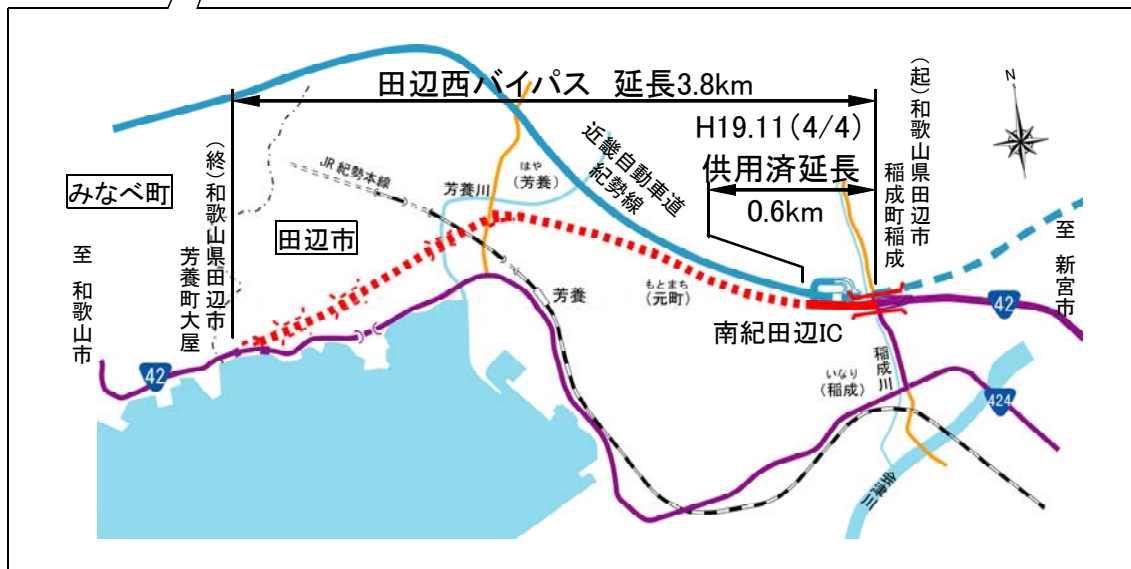 田辺西バイパス 延長3.8km
H19.11(4/4)
供用済延長
0.6km
(起)和歌山県田辺市
稲成町稲成
N
至 新宮市
近畿自動車道
紀勢線
JR紀勢本線
芳養川
はや
(芳養)
みなべ町
田辺市
(終)和歌山県田辺市
芳養町大屋
至 和歌山市
芳養
もとまち
(元町)
南紀田辺IC
42
42
稲成川
いなり
(稲成)
424
会津川